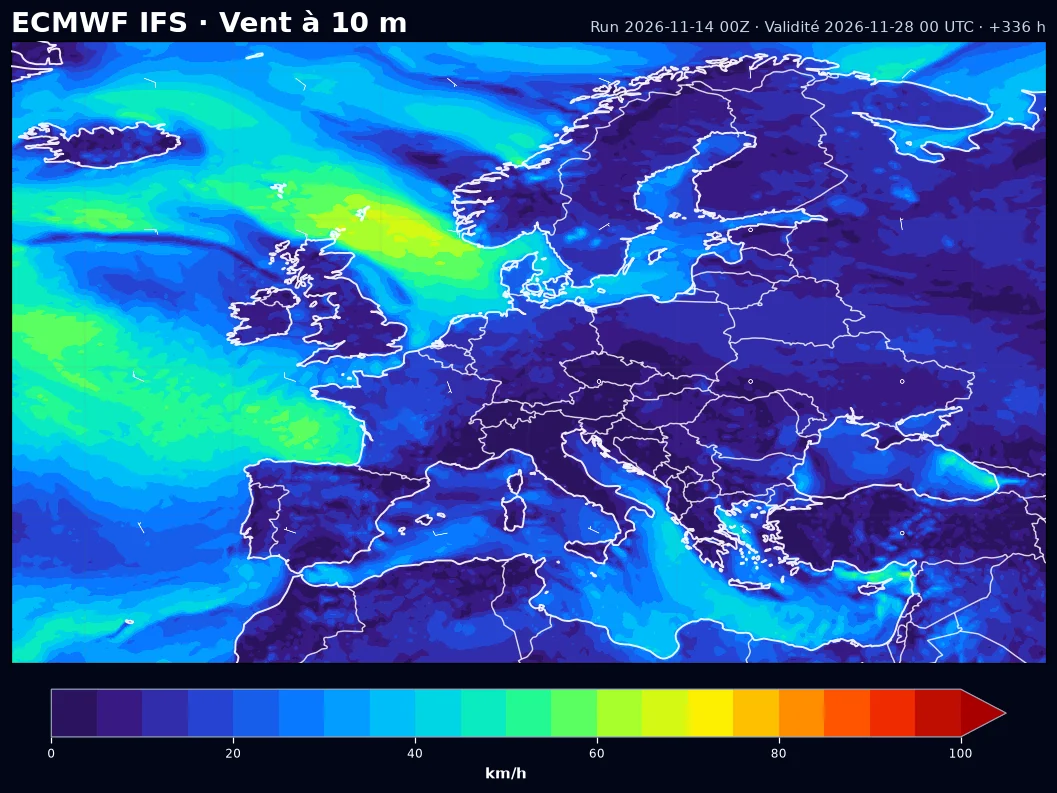 ECMWF IFS · Vent à 10 m
Run 2026-11-14 00Z · Validité 2026-11-28 00 UTC · +336 h
0 20 40 60 80 100
km/h